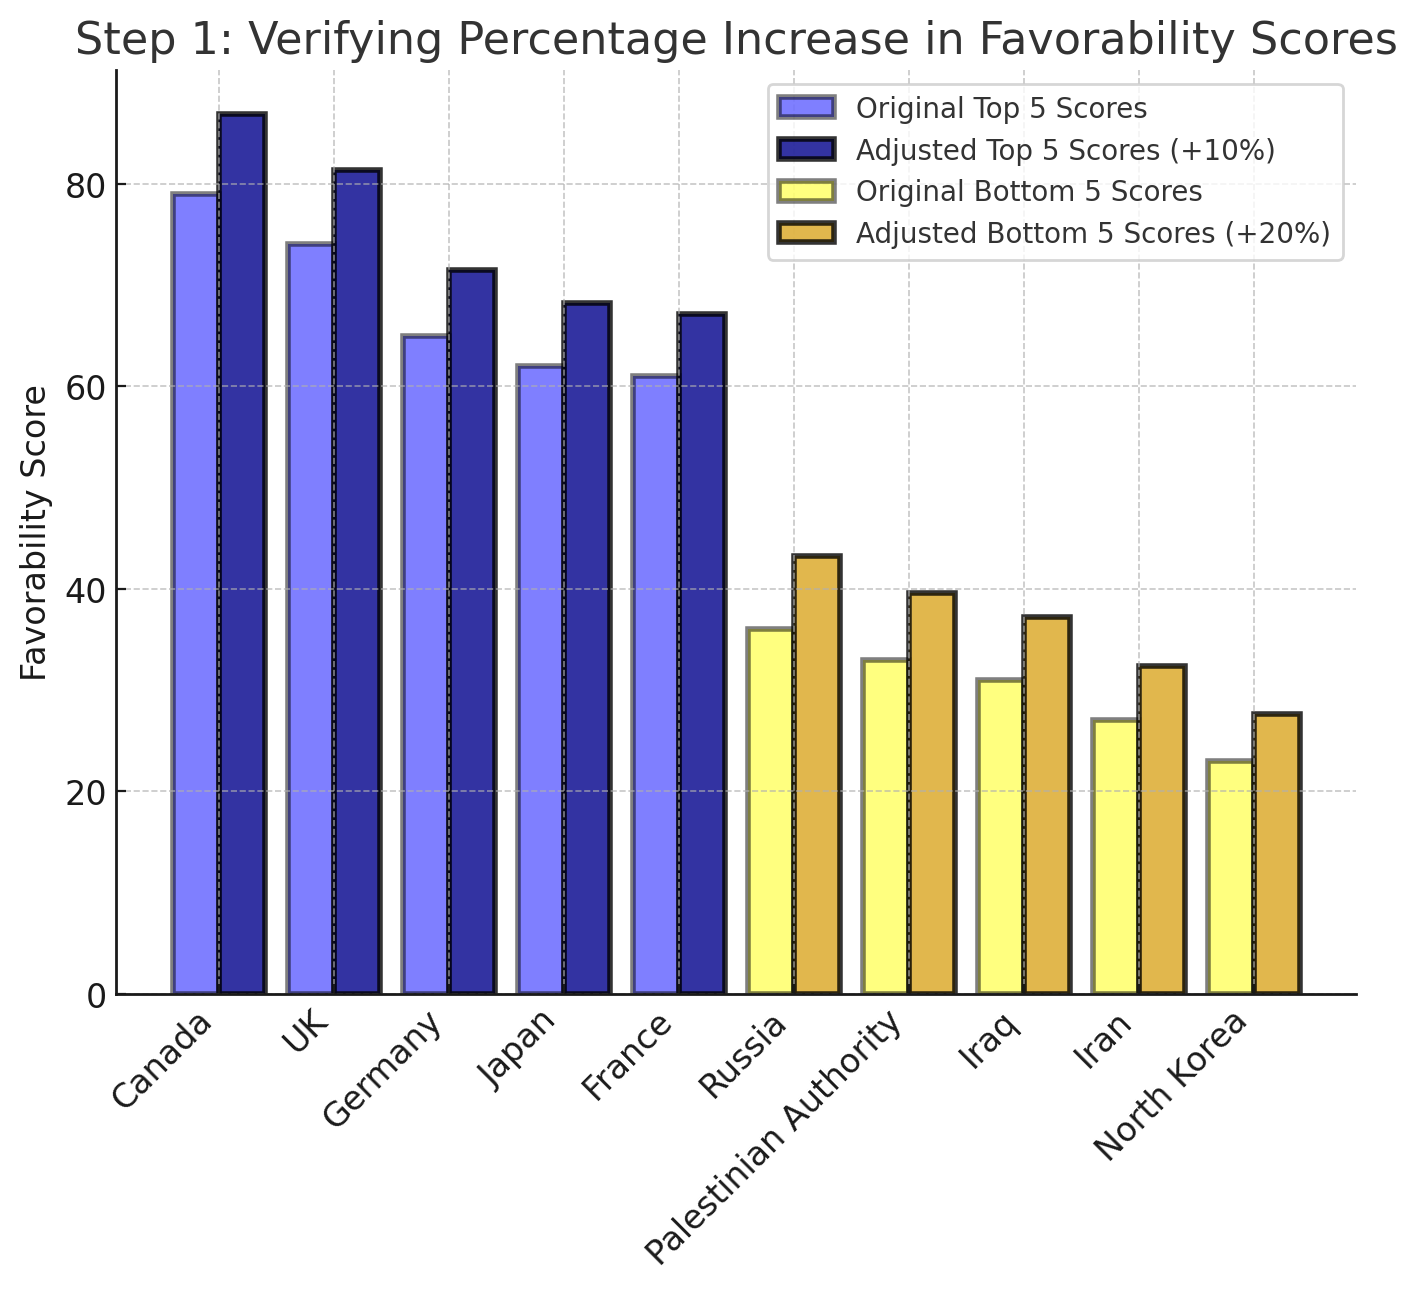 Step 1: Verifying Percentage Increase in Favorability Scores
Original Top 5 Scores
Adjusted Top 5 Scores (+10%)
Original Bottom 5 Scores
Adjusted Bottom 5 Scores (+20%)
Favorability Score
80
60
40
20
0
Canada
UK
Germany
Japan
France
Russia
Palestinian Authority
Iraq
Iran
North Korea